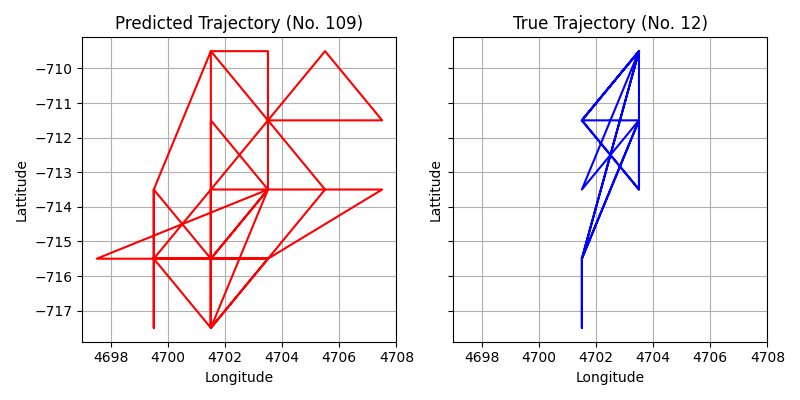 Predicted Trajectory (No. 109)
True Trajectory (No. 12)
Lattitude
−710
−711
−712
−713
−714
−715
−716
−717
4698 4700 4702 4704 4706 4708
Longitude
Lattitude
4698 4700 4702 4704 4706 4708
Longitude